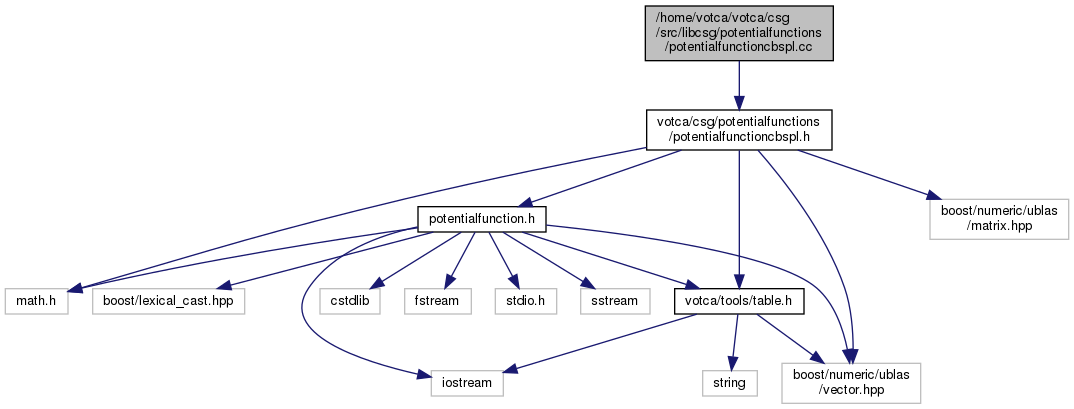 /home/votca/votca/csg
/src/libcsg/potentialfunctions
/potentialfunctioncbspl.cc
votca/csg/potentialfunctions
/potentialfunctioncbspl.h
potentialfunction.h
boost/numeric/ublas
/matrix.hpp
math.h
boost/lexical_cast.hpp
cstdlib
fstream
stdio.h
sstream
votca/tools/table.h
iostream
string
boost/numeric/ublas
/vector.hpp